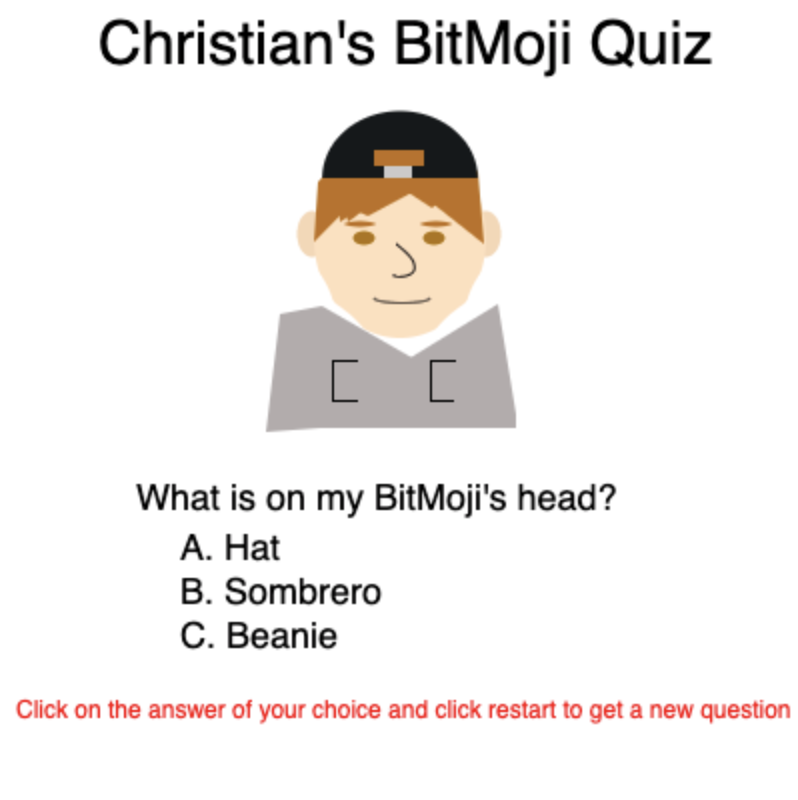 Christian's BitMoji Quiz
What is on my BitMoji's head?
A. Hat
B. Sombrero
C. Beanie
Click on the answer of your choice and click restart to get a new question